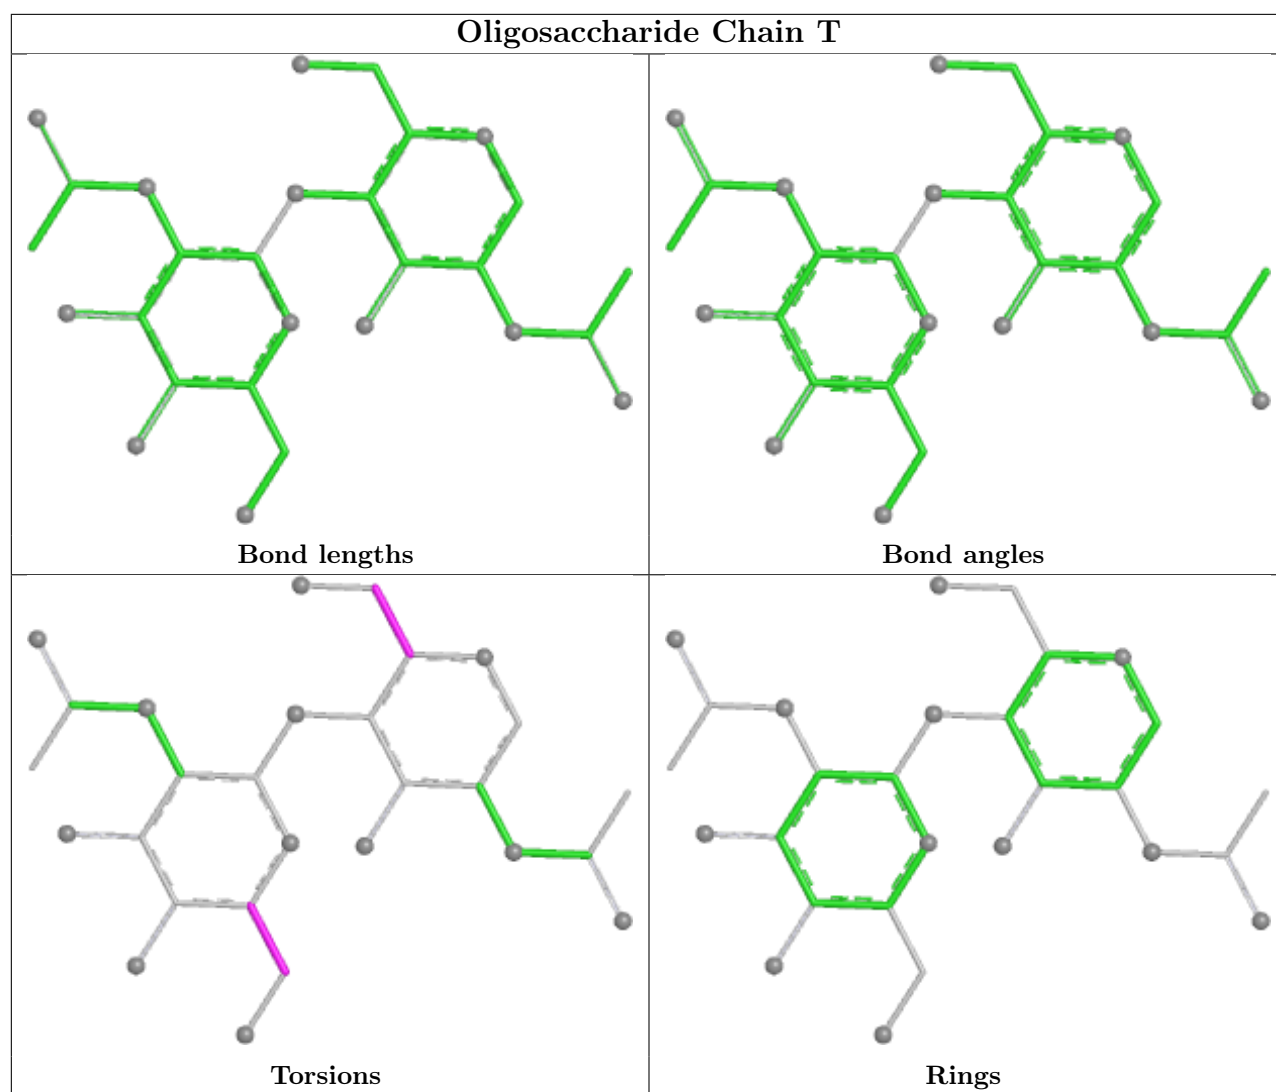 Oligosaccharide Chain T
Bond lengths
Bond angles
Torsions
Rings